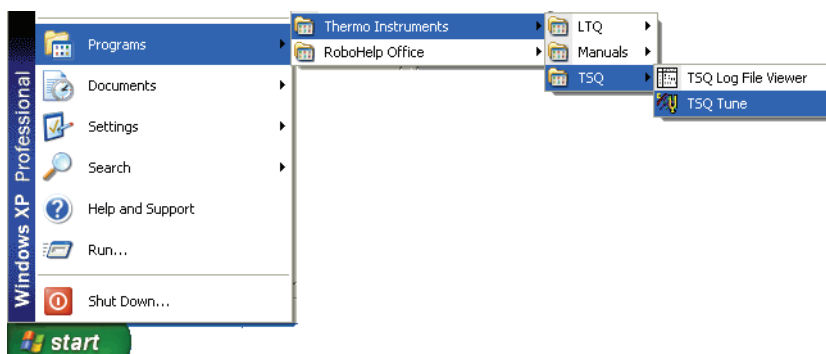 Programs
Documents
Settings
Search
Help and Support
Run...
Shut Down...
Windows XP Professional
start
Thermo Instruments
RoboHelp Office
LTQ
Manuals
TSQ
TSQ Log File Viewer
TSQ Tune